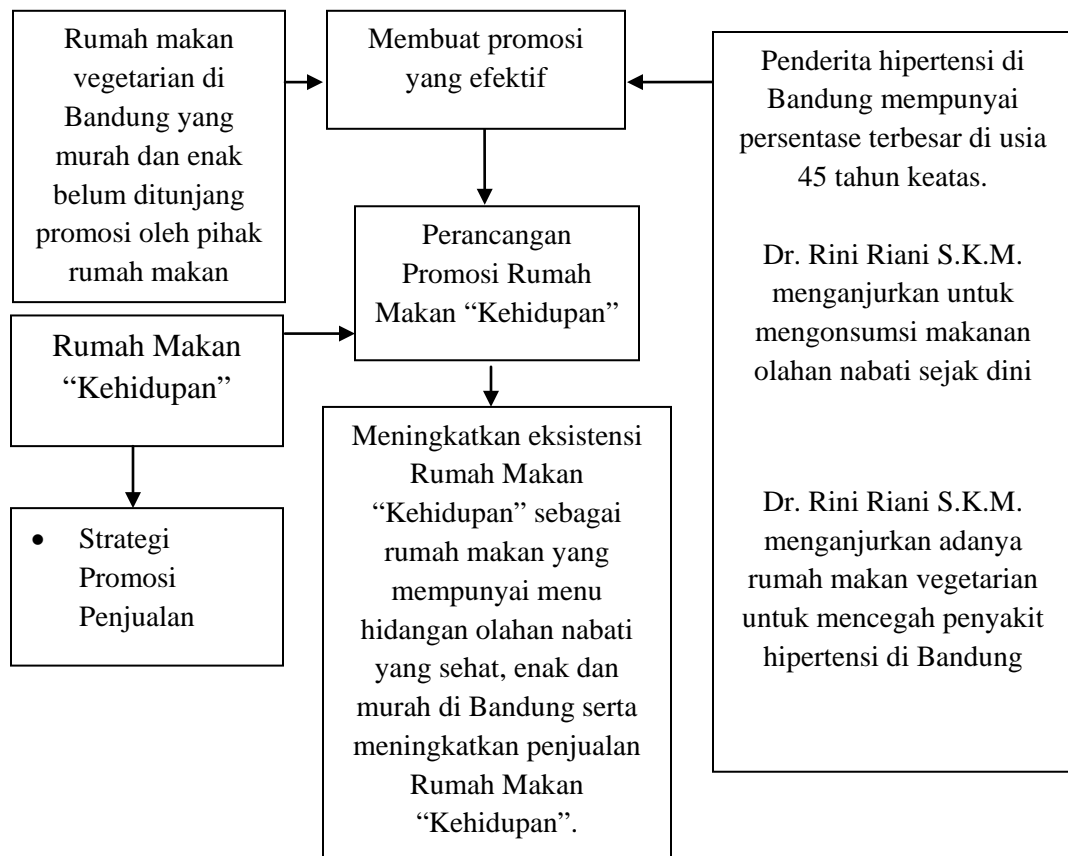 Rumah makan
vegetarian di
Bandung yang
murah dan enak
belum ditunjang
promosi oleh pihak
rumah makan
Membuat promosi
yang efektif
Penderita hipertensi di
Bandung mempunyai
persentase terbesar di usia
45 tahun keatas.
Dr. Rini Riani S.K.M.
menganjurkan untuk
mengonsumsi makanan
olahan nabati sejak dini
Dr. Rini Riani S.K.M.
menganjurkan adanya
rumah makan vegetarian
untuk mencegah penyakit
hipertensi di Bandung
Perancangan
Promosi Rumah
Makan “Kehidupan”
Rumah Makan
“Kehidupan”
• Strategi
Promosi
Penjualan
Meningkatkan eksistensi
Rumah Makan
“Kehidupan” sebagai
rumah makan yang
mempunyai menu
hidangan olahan nabati
yang sehat, enak dan
murah di Bandung serta
meningkatkan penjualan
Rumah Makan
“Kehidupan”.